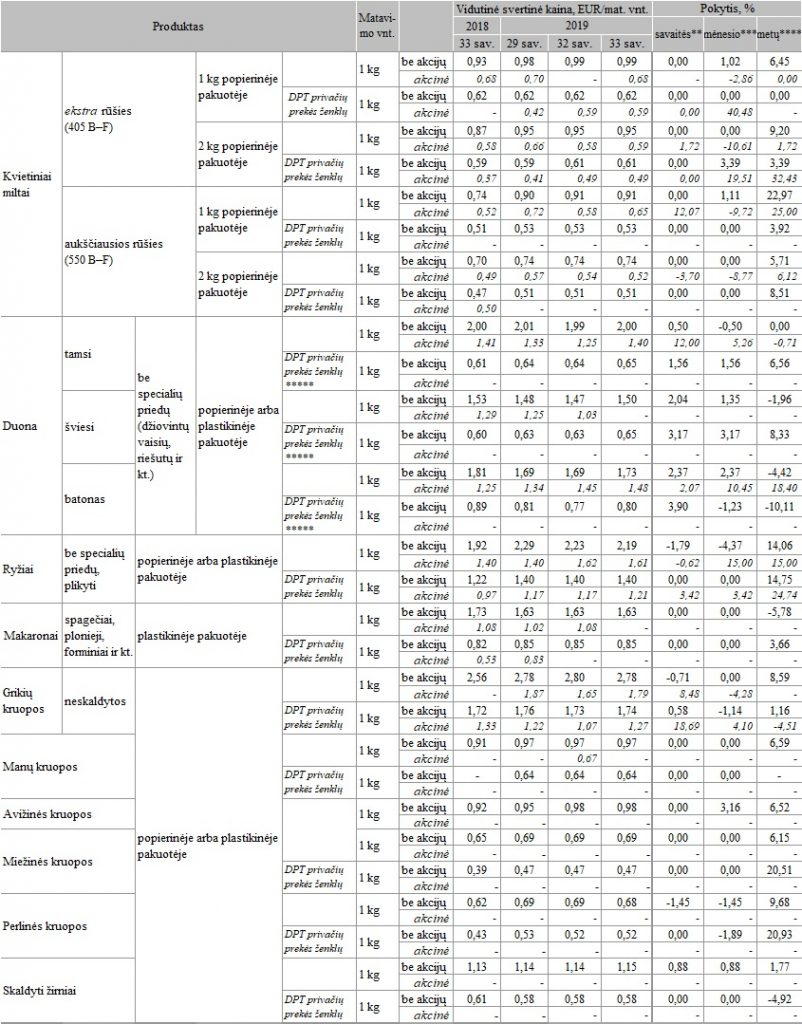 Produktas Matavi- Vidutinė svertinė kaina, EUR/mat. vnt. Pokytis, %
mo vnt. 2018 2019 savaitės** mėnesio*** metų****
33 sav. 29 sav. 32 sav. 33 sav.
Kvietiniai miltai
ekstra rūšies (405 B–F)
1 kg popierinėje pakuotėje
1 kg be akcijų 0,93 0,98 0,99 0,99 0,00 1,02 6,45
akcinė 0,68 0,70 - 0,68 - -2,86 0,00
DPT privačių prekės ženklų 1 kg be akcijų 0,62 0,62 0,62 0,62 0,00 0,00 0,00
akcinė - 0,42 0,59 0,59 0,00 40,48 -
2 kg popierinėje pakuotėje
1 kg be akcijų 0,87 0,95 0,95 0,95 0,00 0,00 9,20
akcinė 0,58 0,66 0,58 0,59 1,72 -10,61 1,72
DPT privačių prekės ženklų 1 kg be akcijų 0,59 0,59 0,61 0,61 0,00 3,39 3,39
akcinė 0,37 0,41 0,49 0,49 0,00 19,51 32,43
aukščiausios rūšies (550 B–F)
1 kg popierinėje pakuotėje
1 kg be akcijų 0,74 0,90 0,91 0,91 0,00 1,11 22,97
akcinė 0,52 0,72 0,58 0,65 12,07 -9,72 25,00
DPT privačių prekės ženklų 1 kg be akcijų 0,51 0,53 0,53 0,53 0,00 0,00 3,92
akcinė - - - - - - -
2 kg popierinėje pakuotėje
1 kg be akcijų 0,70 0,74 0,74 0,74 0,00 0,00 5,71
akcinė 0,49 0,57 0,54 0,52 -3,70 -8,77 6,12
DPT privačių prekės ženklų 1 kg be akcijų 0,47 0,51 0,51 0,51 0,00 0,00 8,51
akcinė 0,50 - - - - - -
Duona
be specialių priedų (džiovintų vaisių, riešutų ir kt.)
popierinėje arba plastikinėje pakuotėje
tamsi
1 kg be akcijų 2,00 2,01 1,99 2,00 0,50 -0,50 0,00
akcinė 1,41 1,33 1,25 1,40 12,00 5,26 -0,71
DPT privačių prekės ženklų ***** 1 kg be akcijų 0,61 0,64 0,64 0,65 1,56 1,56 6,56
akcinė - - - - - - -
šviesi
1 kg be akcijų 1,53 1,48 1,47 1,50 2,04 1,35 -1,96
akcinė 1,29 1,25 1,03 - - - -
DPT privačių prekės ženklų ***** 1 kg be akcijų 0,60 0,63 0,63 0,65 3,17 3,17 8,33
akcinė - - - - - - -
batonas
1 kg be akcijų 1,81 1,69 1,69 1,73 2,37 2,37 -4,42
akcinė 1,25 1,34 1,45 1,48 2,07 10,45 18,40
DPT privačių prekės ženklų ***** 1 kg be akcijų 0,89 0,81 0,77 0,80 3,90 -1,23 -10,11
akcinė - - - - - - -
Ryžiai
be specialių priedų, plikyti
popierinėje arba plastikinėje pakuotėje
1 kg be akcijų 1,92 2,29 2,23 2,19 -1,79 -4,37 14,06
akcinė 1,40 1,40 1,62 1,61 -0,62 15,00 15,00
DPT privačių prekės ženklų 1 kg be akcijų 1,22 1,40 1,40 1,40 0,00 0,00 14,75
akcinė 0,97 1,17 1,17 1,21 3,42 3,42 24,74
Makaronai
spagečiai, plonieji, forminiai ir kt.
plastikinėje pakuotėje
1 kg be akcijų 1,73 1,63 1,63 1,63 0,00 0,00 -5,78
akcinė 1,08 1,02 1,08 - - - -
DPT privačių prekės ženklų 1 kg be akcijų 0,82 0,85 0,85 0,85 0,00 0,00 3,66
akcinė 0,53 0,83 - - - - -
Grikių kruopos
neskaldytos
popierinėje arba plastikinėje pakuotėje
1 kg be akcijų 2,56 2,78 2,80 2,78 -0,71 0,00 8,59
akcinė - 1,87 1,65 1,79 8,48 -4,28 -
DPT privačių prekės ženklų 1 kg be akcijų 1,72 1,76 1,73 1,74 0,58 -1,14 1,16
akcinė 1,33 1,22 1,07 1,27 18,69 4,10 -4,51
Manų kruopos
1 kg be akcijų 0,91 0,97 0,97 0,97 0,00 0,00 6,59
akcinė - - 0,67 - - - -
DPT privačių prekės ženklų 1 kg be akcijų - 0,64 0,64 0,64 0,00 0,00 -
akcinė - - - - - - -
Avižinės kruopos
1 kg be akcijų 0,92 0,95 0,98 0,98 0,00 3,16 6,52
akcinė - - - - - - -
Miežinės kruopos
1 kg be akcijų 0,65 0,69 0,69 0,69 0,00 0,00 6,15
akcinė - - - - - - -
DPT privačių prekės ženklų 1 kg be akcijų 0,39 0,47 0,47 0,47 0,00 0,00 20,51
akcinė - - - - - - -
Perlinės kruopos
1 kg be akcijų 0,62 0,69 0,69 0,68 -1,45 -1,45 9,68
akcinė - - - - - - -
DPT privačių prekės ženklų 1 kg be akcijų 0,43 0,53 0,52 0,52 0,00 -1,89 20,93
akcinė - - - - - - -
Skaldyti žirniai
1 kg be akcijų 1,13 1,14 1,14 1,15 0,88 0,88 1,77
akcinė - - - - - - -
DPT privačių prekės ženklų 1 kg be akcijų 0,61 0,58 0,58 0,58 0,00 0,00 -4,92
akcinė - - - - - - -